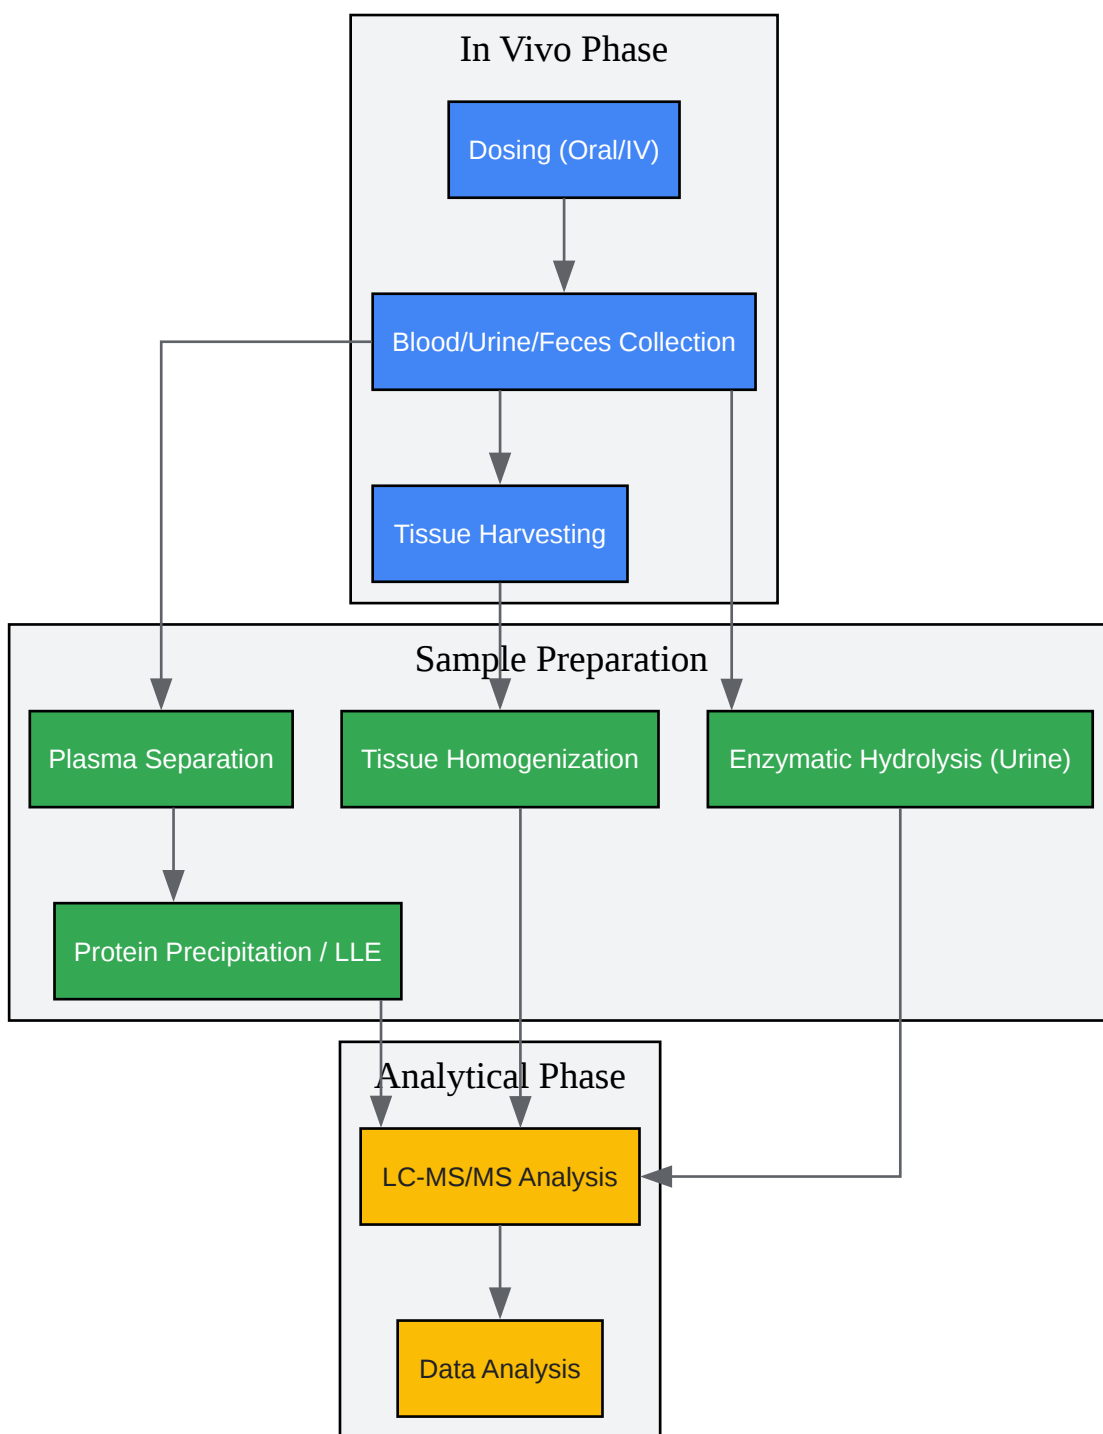 In Vivo Phase
Dosing (Oral/IV)
Blood/Urine/Feces Collection
Tissue Harvesting
Sample Preparation
Plasma Separation
Tissue Homogenization
Enzymatic Hydrolysis (Urine)
Protein Precipitation / LLE
Analytical Phase
LC-MS/MS Analysis
Data Analysis